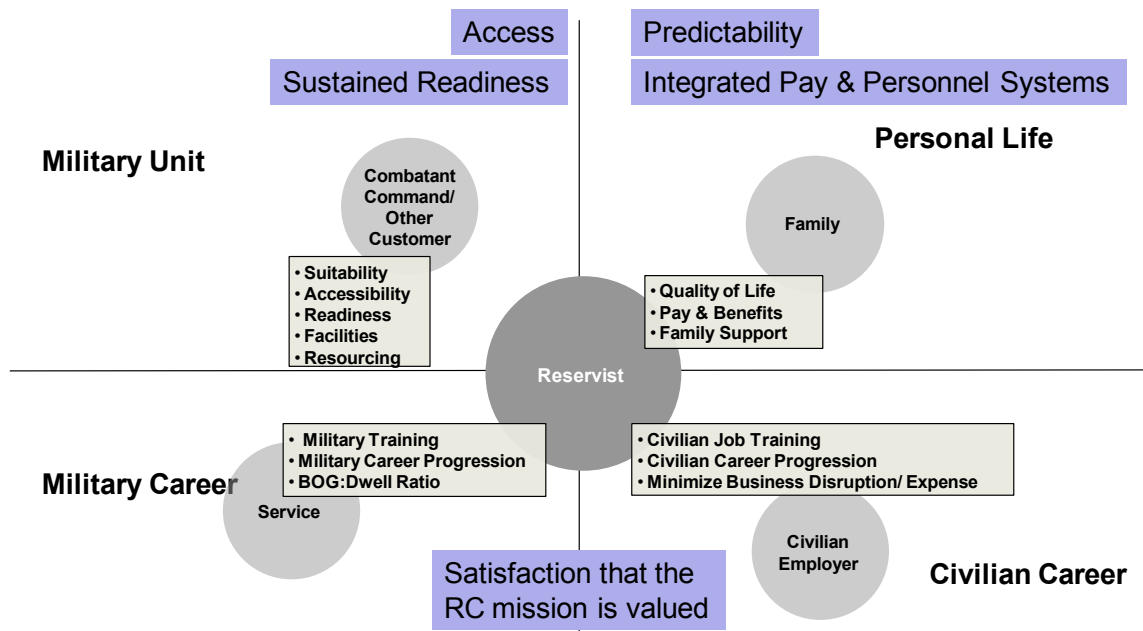 Access
Sustained Readiness
Predictability
Integrated Pay & Personnel Systems
Military Unit
Combatant
Command/
Other
Customer
• Suitability
• Accessibility
• Readiness
• Facilities
• Resourcing
Personal Life
Family
• Quality of Life
• Pay & Benefits
• Family Support
Reservist
Military Career
• Military Training
• Military Career Progression
• BOG:Dwell Ratio
Service
• Civilian Job Training
• Civilian Career Progression
• Minimize Business Disruption/ Expense
Civilian
Employer
Civilian Career
Satisfaction that the
RC mission is valued